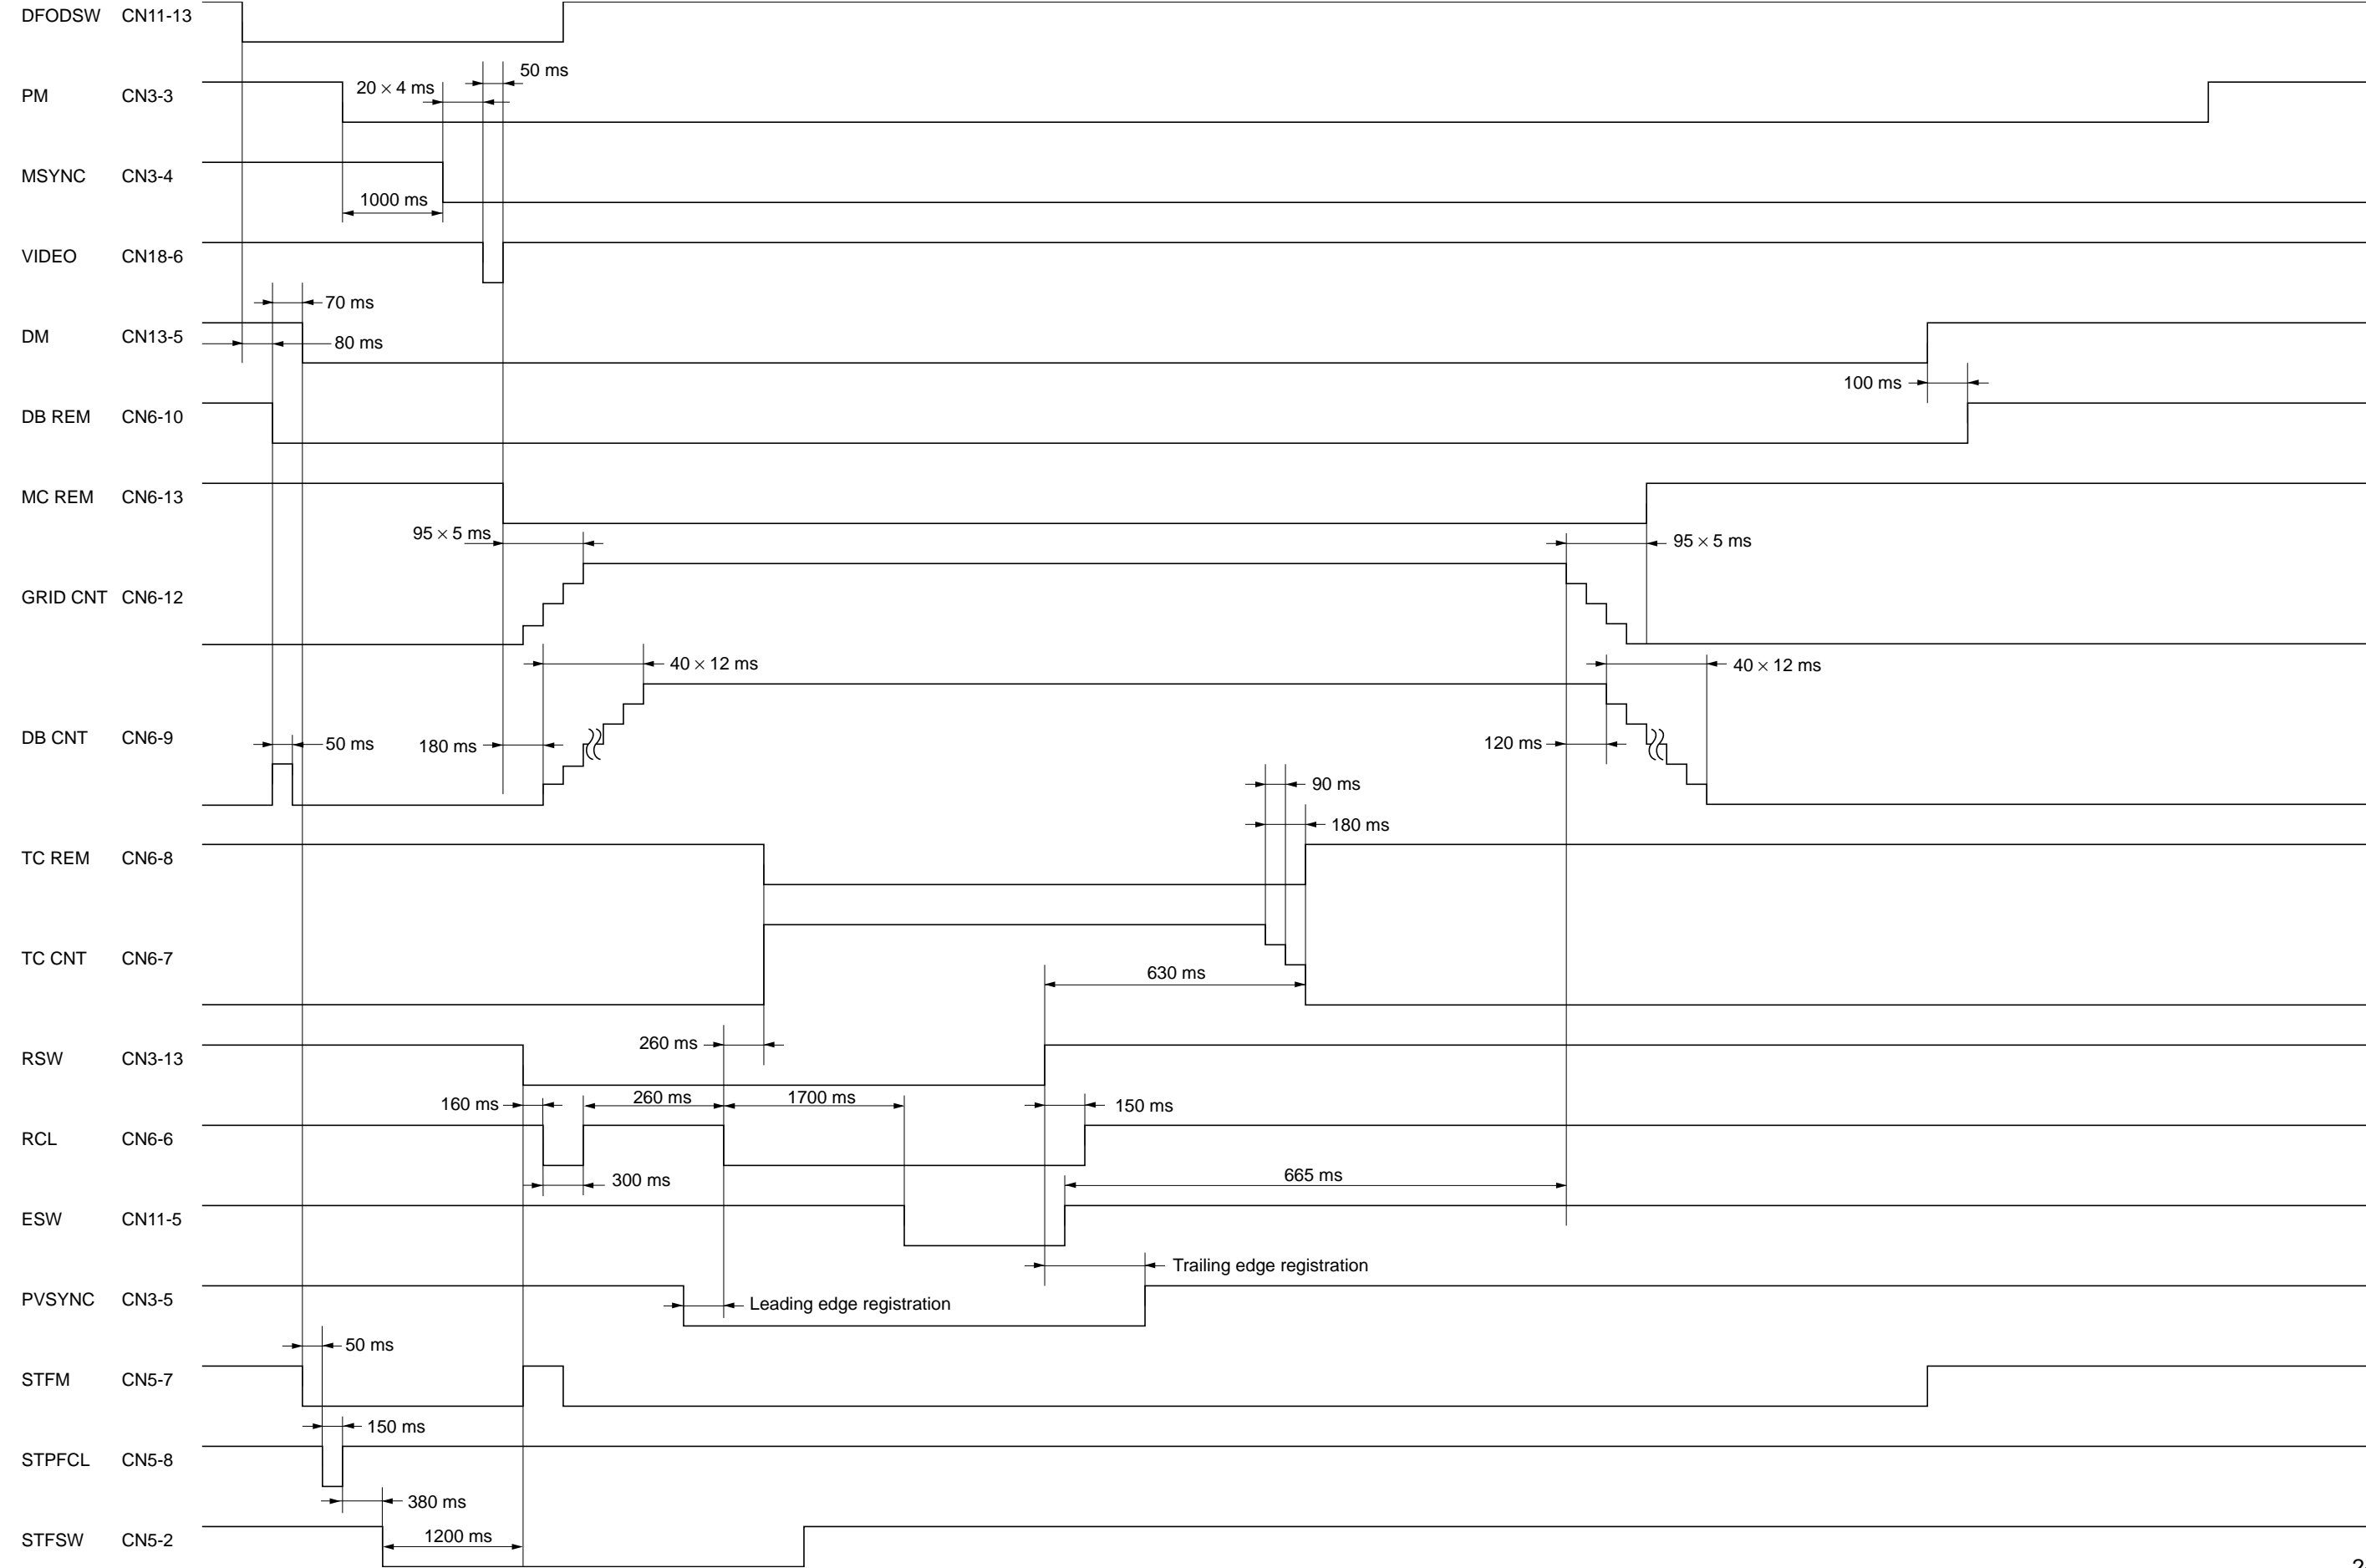 DFODSW CN11-13
50 ms
PM CN3-3 20 × 4 ms
MSYNC CN3-4
1000 ms
VIDEO CN18-6
70 ms
DM CN13-5 80 ms
100 ms
DB REM CN6-10
MC REM CN6-13
95 × 5 ms 95 × 5 ms
GRID CNT CN6-12
40 × 12 ms 40 × 12 ms
DB CNT CN6-9 50 ms 180 ms 120 ms
90 ms
180 ms
TC REM CN6-8
TC CNT CN6-7
630 ms
RSW CN3-13 260 ms
160 ms 260 ms 1700 ms 150 ms
RCL CN6-6
300 ms 665 ms
ESW CN11-5
Trailing edge registration
PVSYNC CN3-5 Leading edge registration
50 ms
STFM CN5-7
150 ms
STPFCL CN5-8
380 ms
STFSW CN5-2 1200 ms